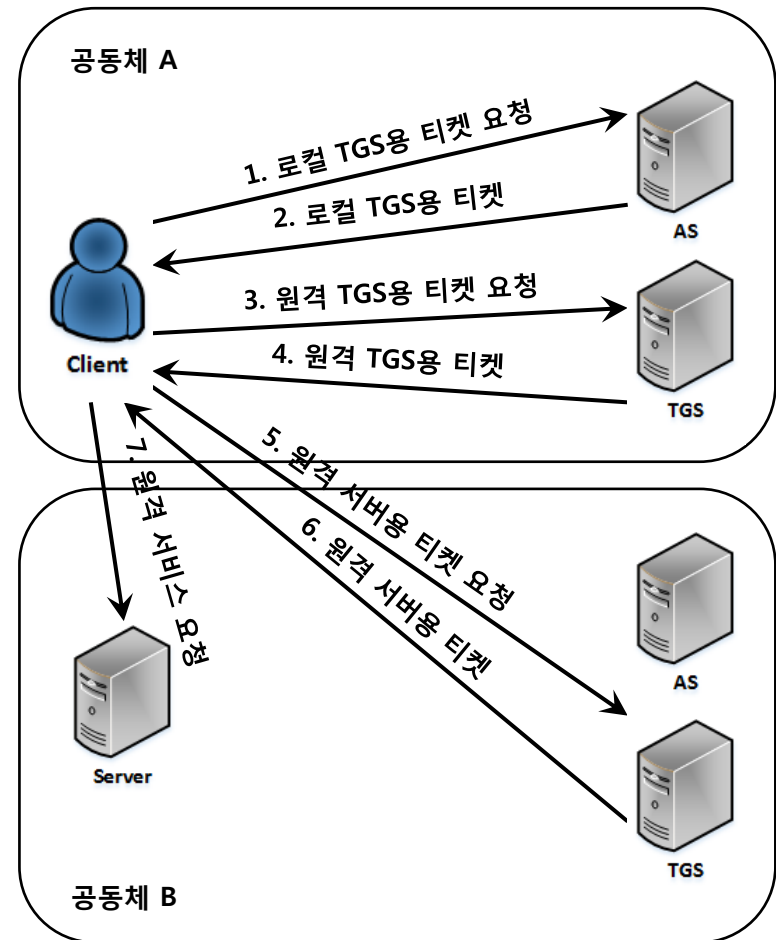 공동체 A
1. 로컬 TGS용 티켓 요청
2. 로컬 TGS용 티켓
AS
3. 원격 TGS용 티켓 요청
Client
4. 원격 TGS용 티켓
TGS
5. 원격 서버용 티켓 요청
6. 원격 서버용 티켓
7. 원격 서비스 요청
AS
Server
TGS
공동체 B